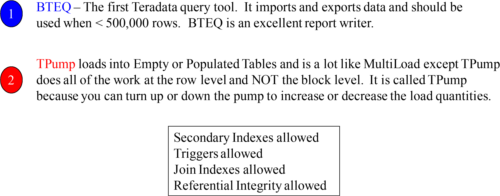 1
BTEQ – The first Teradata query tool. It imports and exports data and should be
used when < 500,000 rows. BTEQ is an excellent report writer.
2
TPump loads into Empty or Populated Tables and is a lot like MultiLoad except TPump
does all of the work at the row level and NOT the block level. It is called TPump
because you can turn up or down the pump to increase or decrease the load quantities.
Secondary Indexes allowed
Triggers allowed
Join Indexes allowed
Referential Integrity allowed